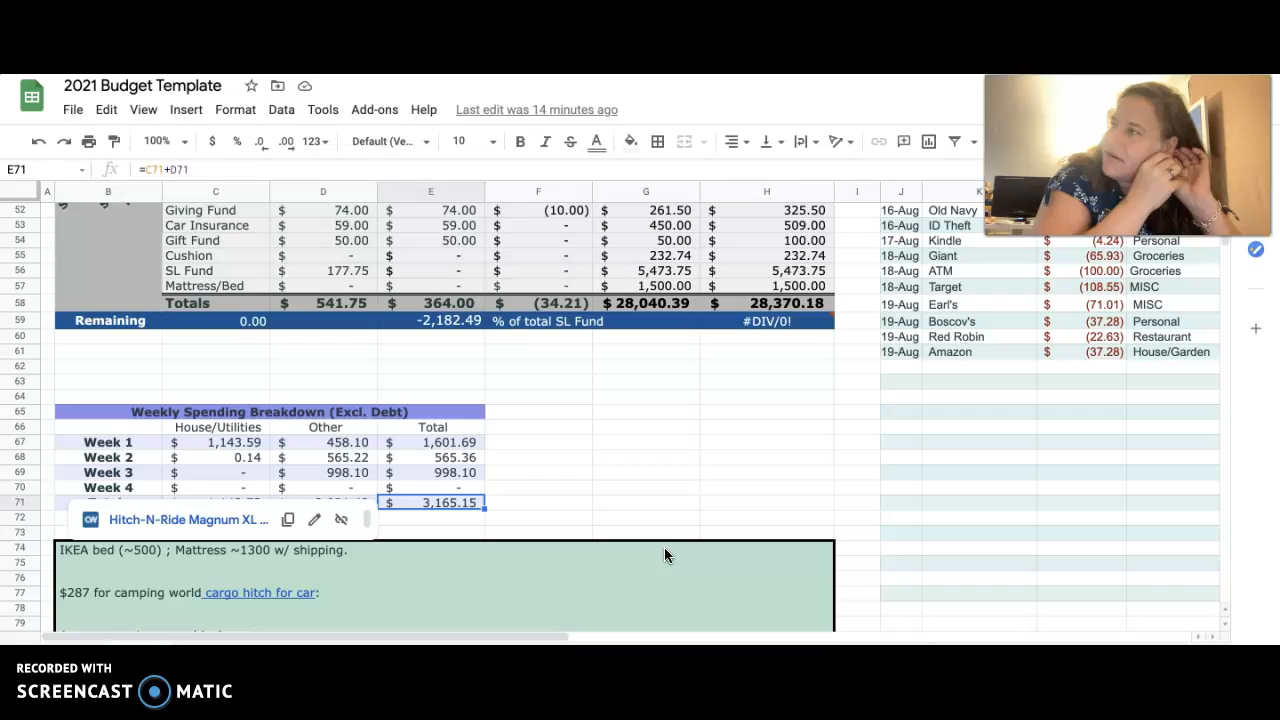 2021 Budget Template
File Edit View Insert Format Data Tools Add-ons Help Last edit was 14 minutes ago
100% $ % .0 .00 123 Default (Ve... 10 B I S A
E71 =C71+D71
A B C D E F G H I J K
52 Giving Fund $ 74.00 $ 74.00 $ (10.00) $ 261.50 $ 325.50 16-Aug Old Navy
53 Car Insurance $ 59.00 $ 59.00 $ - $ 450.00 $ 509.00 16-Aug ID Theft
54 Gift Fund $ 50.00 $ 50.00 $ - $ 50.00 $ 100.00 17-Aug Kindle $ (4.24) Personal
55 Cushion $ - $ - $ - $ 232.74 $ 232.74 18-Aug Giant $ (65.93) Groceries
56 SL Fund $ 177.75 $ - $ - $ 5,473.75 $ 5,473.75 18-Aug ATM $ (100.00) Groceries
57 Mattress/Bed $ - $ - $ - $ 1,500.00 $ 1,500.00 18-Aug Target $ (108.55) MISC
58 Totals $ 541.75 $ 364.00 $ (34.21) $ 28,040.39 $ 28,370.18 19-Aug Earl's $ (71.01) MISC
59 Remaining 0.00 -2,182.49 % of total SL Fund #DIV/0! 19-Aug Boscov's $ (37.28) Personal
60 19-Aug Red Robin $ (22.63) Restaurant
61 19-Aug Amazon $ (37.28) House/Garden
62
63
64
65 Weekly Spending Breakdown (Excl. Debt)
66 House/Utilities Other Total
67 Week 1 $ 1,143.59 $ 458.10 $ 1,601.69
68 Week 2 $ 0.14 $ 565.22 $ 565.36
69 Week 3 $ - $ 998.10 $ 998.10
70 Week 4 $ - $ - $ -
71 $ 3,165.15
72 Hitch-N-Ride Magnum XL ...
73
74 IKEA bed (~500) ; Mattress ~1300 w/ shipping.
75
76
77 $287 for camping world cargo hitch for car:
78
79
RECORDED WITH
SCREENCAST MATIC